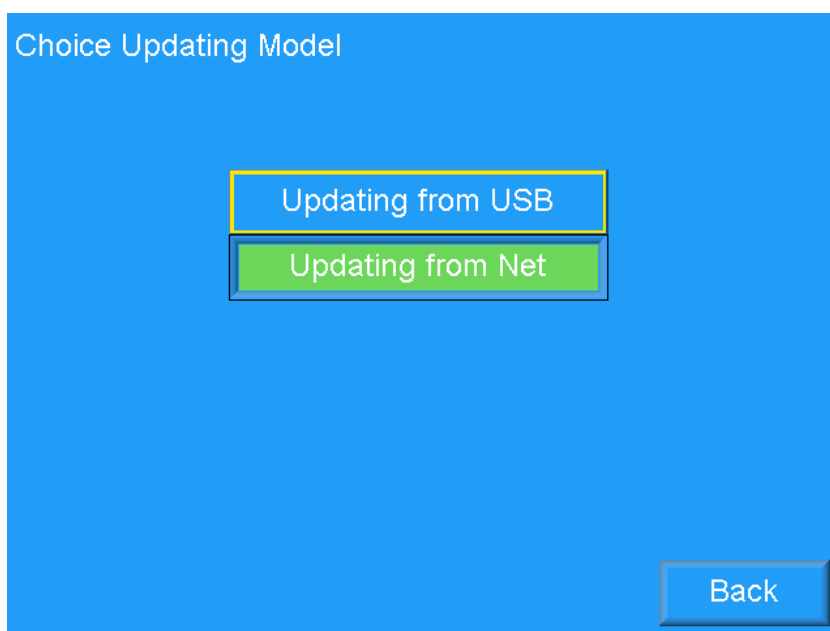 Choice Updating Model
Updating from USB
Updating from Net
Back